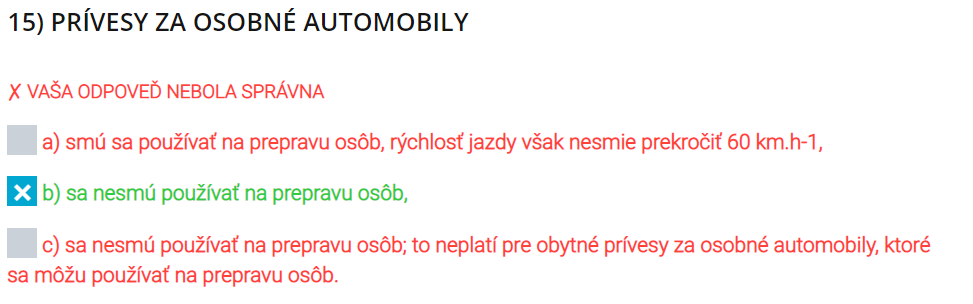 15) PRÍVESY ZA OSOBNÉ AUTOMOBILY
✗ VAŠA ODPOVEĎ NEBOLA SPRÁVNA
a) smú sa používať na prepravu osôb, rýchlosť jazdy však nesmie prekročiť 60 km.h-1,
b) sa nesmú používať na prepravu osôb,
c) sa nesmú používať na prepravu osôb; to neplatí pre obytné prívesy za osobné automobily, ktoré
sa môžu používať na prepravu osôb.